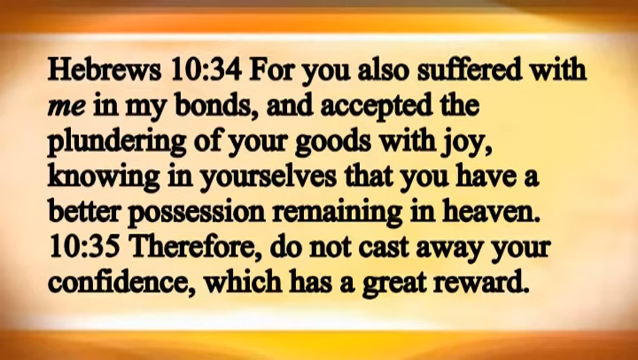 Hebrews 10:34 For you also suffered with
me in my bonds, and accepted the
plundering of your goods with joy,
knowing in yourselves that you have a
better possession remaining in heaven.
10:35 Therefore, do not cast away your
confidence, which has a great reward.